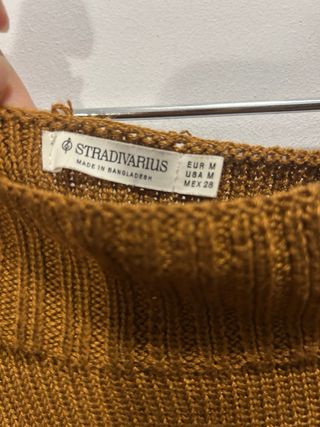 STRADIVARIUS
MADE IN BANGLADESH
EUR M
USA M
MEX 28